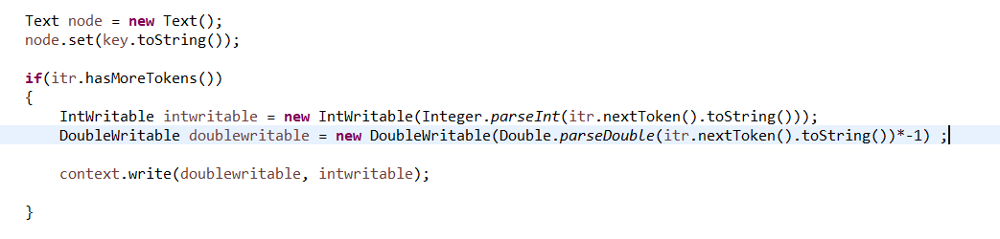 Text node = new Text();
node.set(key.toString());
if(itr.hasMoreTokens())
{
IntWritable intwritable = new IntWritable(Integer.parseInt(itr.nextToken().toString()));
DoubleWritable doublewritable = new DoubleWritable(Double.parseDouble(itr.nextToken().toString())*-1) ;
context.write(doublewritable, intwritable);
}